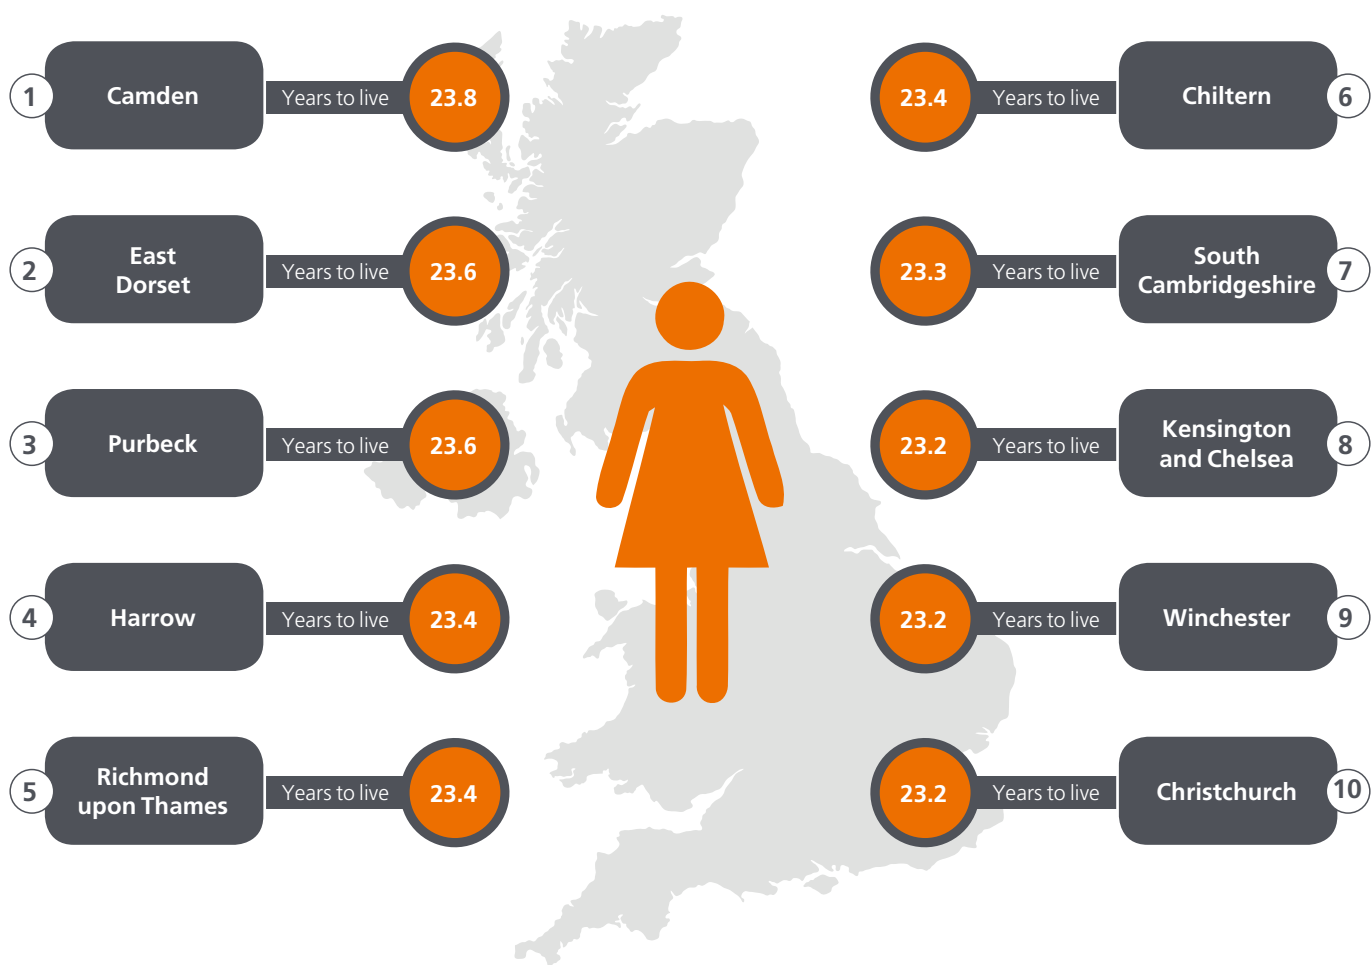 1
Camden
Years to live
23.8
2
East
Dorset
Years to live
23.6
3
Purbeck
Years to live
23.6
4
Harrow
Years to live
23.4
5
Richmond
upon Thames
Years to live
23.4
23.4
Years to live
Chiltern
6
23.3
Years to live
South
Cambridgeshire
7
23.2
Years to live
Kensington
and Chelsea
8
23.2
Years to live
Winchester
9
23.2
Years to live
Christchurch
10